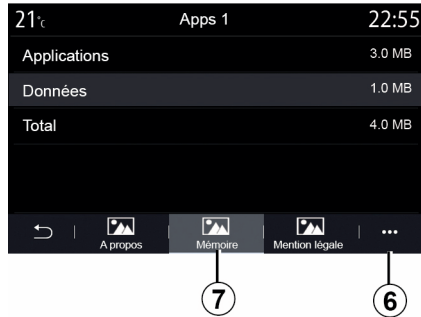 21°c Apps 1 22:55
Applications 3.0 MB
Données 1.0 MB
Total 4.0 MB
A propos Mémoire Mention légale ...
7 6